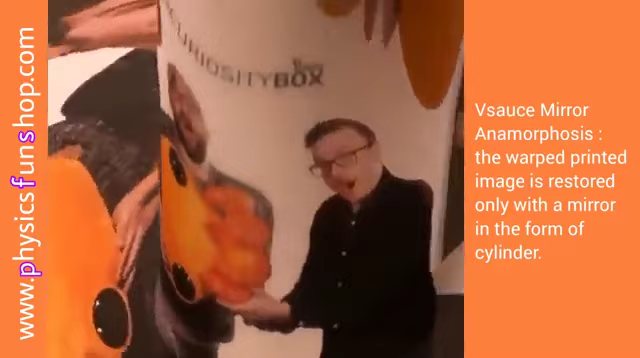 www.physicsfunshop.com
CURIOSITYBOX
Vsauce Mirror
Anamorphosis :
the warped printed
image is restored
only with a mirror
in the form of
cylinder.